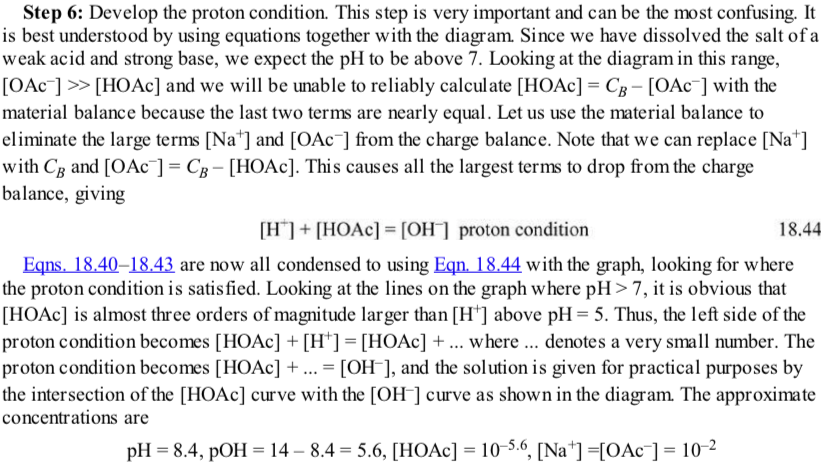 Step 6: Develop the proton condition. This step is very important and can be the most confusing. It
is best understood by using equations together with the diagram. Since we have dissolved the salt of a
weak acid and strong base, we expect the pH to be above 7. Looking at the diagram in this range,
[OAc⁻] >> [HOAc] and we will be unable to reliably calculate [HOAc] = C_B – [OAc⁻] with the
material balance because the last two terms are nearly equal. Let us use the material balance to
eliminate the large terms [Na⁺] and [OAc⁻] from the charge balance. Note that we can replace [Na⁺]
with C_B and [OAc⁻] = C_B – [HOAc]. This causes all the largest terms to drop from the charge
balance, giving
[H⁺] + [HOAc] = [OH⁻] proton condition 18.44
Eqns. 18.40–18.43 are now all condensed to using Eqn. 18.44 with the graph, looking for where
the proton condition is satisfied. Looking at the lines on the graph where pH > 7, it is obvious that
[HOAc] is almost three orders of magnitude larger than [H⁺] above pH = 5. Thus, the left side of the
proton condition becomes [HOAc] + [H⁺] = [HOAc] + ... where ... denotes a very small number. The
proton condition becomes [HOAc] + ... = [OH⁻], and the solution is given for practical purposes by
the intersection of the [HOAc] curve with the [OH⁻] curve as shown in the diagram. The approximate
concentrations are
pH = 8.4, pOH = 14 – 8.4 = 5.6, [HOAc] = 10⁻⁵·⁶, [Na⁺] =[OAc⁻] = 10⁻²